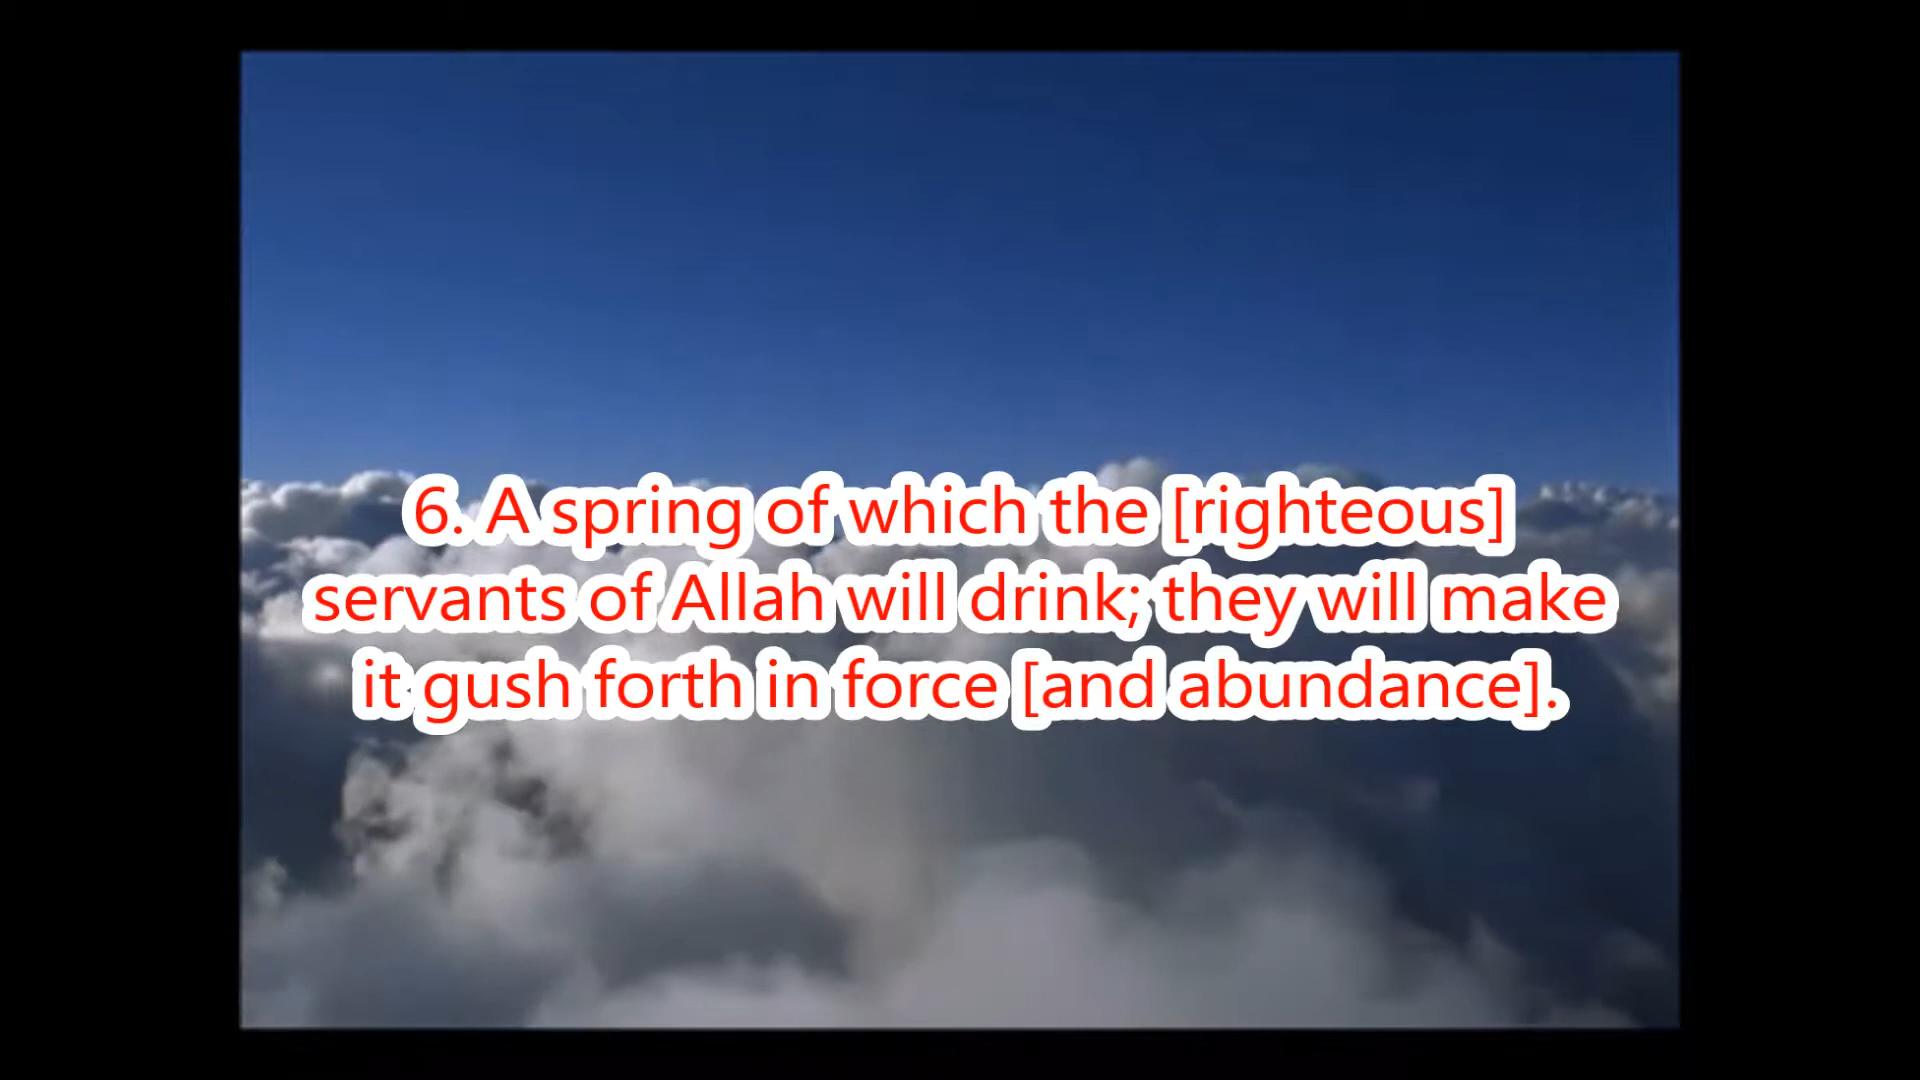 6. A spring of which the [righteous]
servants of Allah will drink; they will make
it gush forth in force [and abundance].